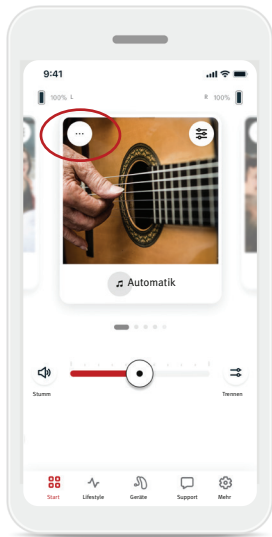 9:41
100% L
R 100%
Automatik
Stumm
Trennen
Start Lifestyle Geräte Support Mehr